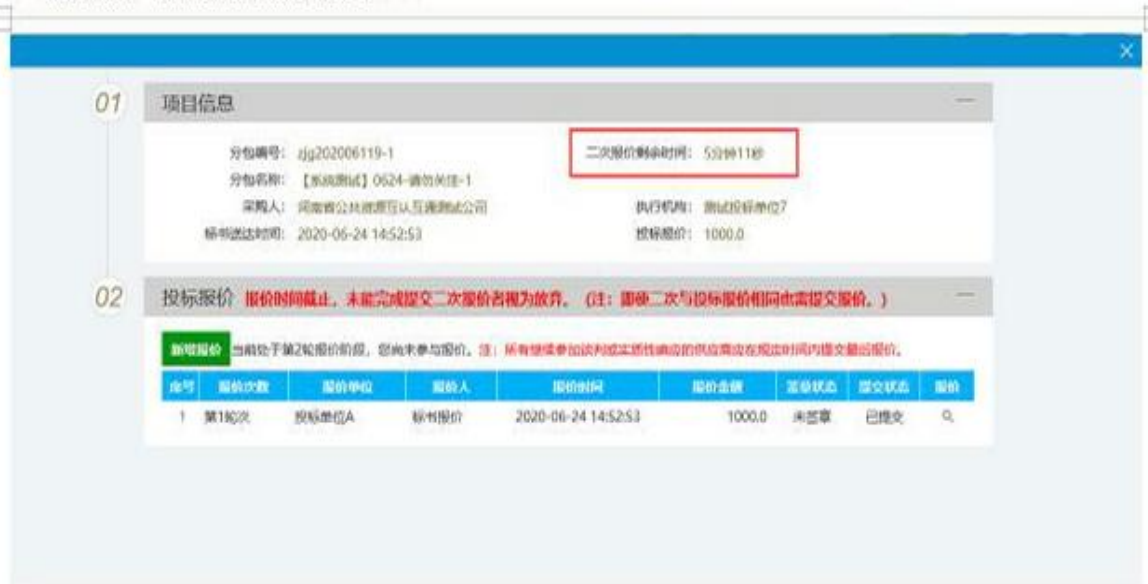 01 项目信息
分包编号： zjg202006119-1 二次报价剩余时间： 5分钟11秒
分包名称： 【系统测试】0624-请勿关注-1
采购人： 河南省公共资源互认互通测试公司 执行机构： 测试投标单位7
标书送达时间： 2020-06-24 14:52:53 投标报价： 1000.0
02 投标报价 报价时间截止，未能完成提交二次报价者视为放弃。（注：即使二次与投标报价相同也需提交报价。）
新增报价 当前处于第2轮报价阶段，您尚未参与报价。注：所有继续参加谈判或实质性响应的供应商应在规定时间内提交最后报价。
序号 报价次数 报价单位 报价人 报价时间 报价金额 签章状态 提交状态 报价
1 第1轮次 投标单位A 标书报价 2020-06-24 14:52:53 1000.0 未签章 已提交